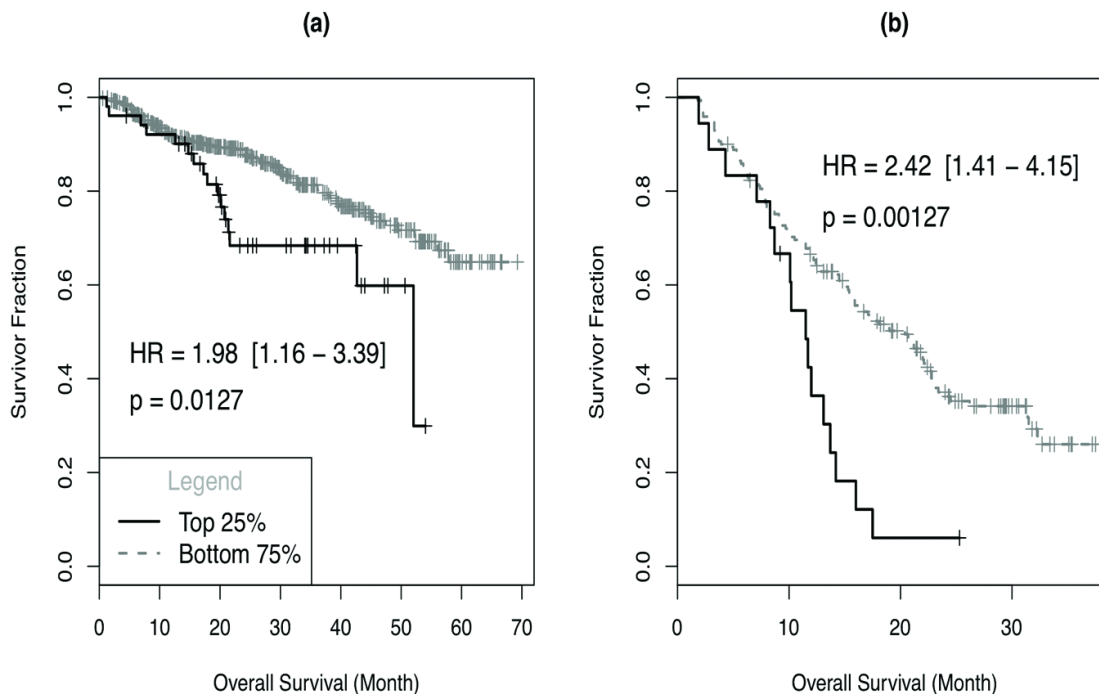 (a)
1.0
0.8
0.6
0.4
0.2
0.0
Survivor Fraction
HR = 1.98 [1.16 − 3.39]
p = 0.0127
Legend
Top 25%
Bottom 75%
0 10 20 30 40 50 60 70
Overall Survival (Month)
(b)
1.0
0.8
0.6
0.4
0.2
0.0
Survivor Fraction
HR = 2.42 [1.41 − 4.15]
p = 0.00127
0 10 20 30
Overall Survival (Month)